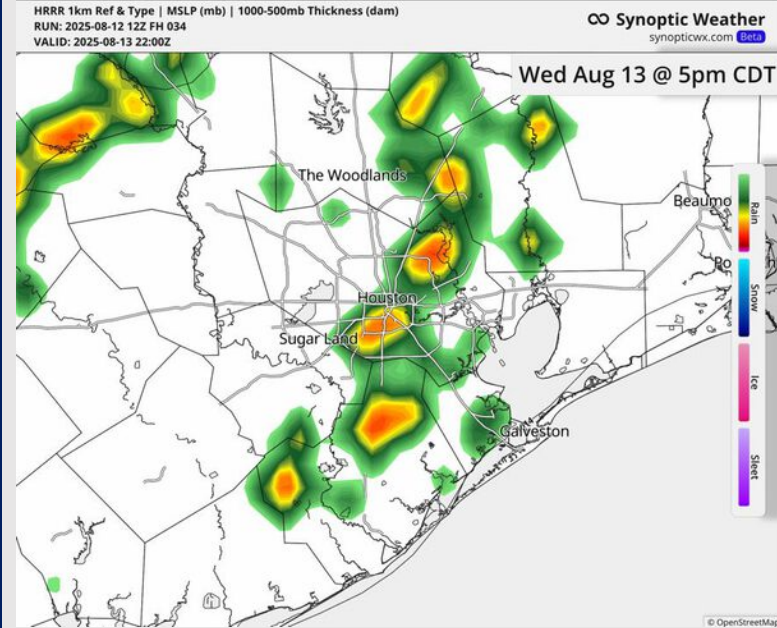 HRRR 1km Ref & Type | MSLP (mb) | 1000-500mb Thickness (dam)
RUN: 2025-08-12 12Z FH 034
VALID: 2025-08-13 22:00Z
Synoptic Weather
synopticwx.com Beta
Wed Aug 13 @ 5pm CDT
The Woodlands
Beaumo
Rain
Po
Snow
Houston
Sugar Land
Ice
Galveston
Sleet
© OpenStreetMap